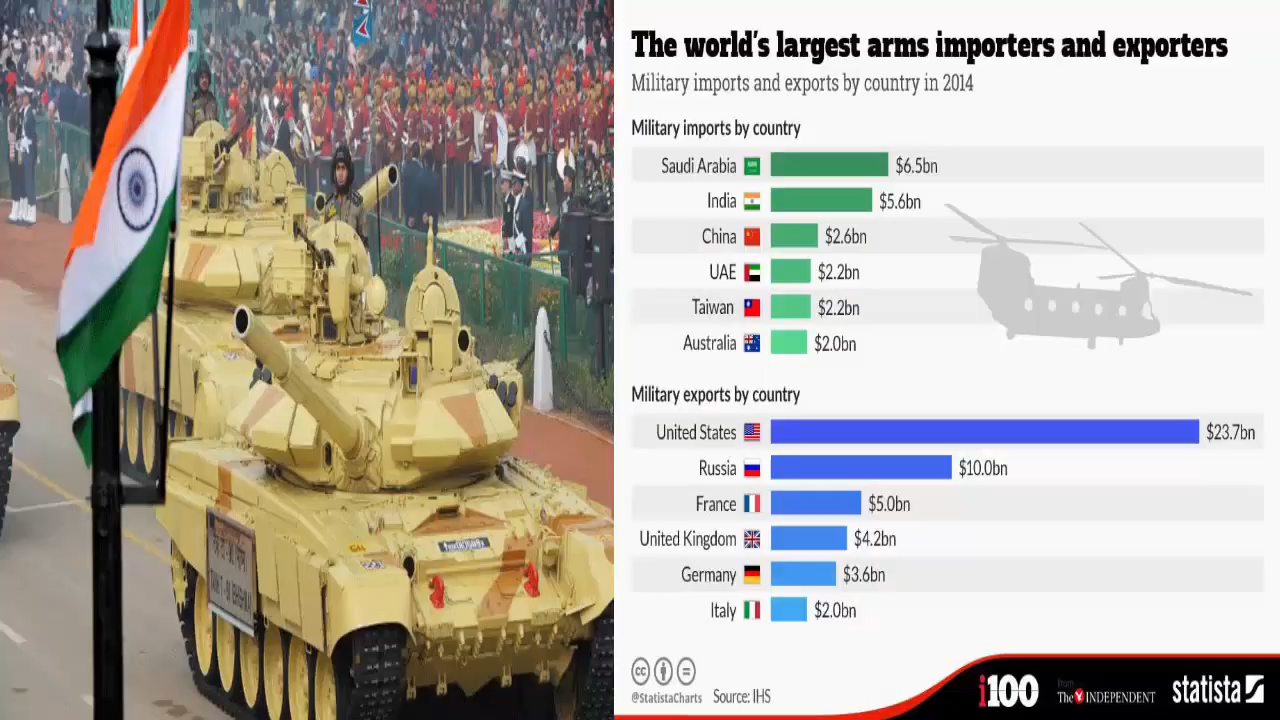 The world's largest arms importers and exporters
Military imports and exports by country in 2014
Military imports by country
Saudi Arabia $6.5bn
India $5.6bn
China $2.6bn
UAE $2.2bn
Taiwan $2.2bn
Australia $2.0bn
Military exports by country
United States $23.7bn
Russia $10.0bn
France $5.0bn
United Kingdom $4.2bn
Germany $3.6bn
Italy $2.0bn
@StatistaCharts Source: IHS
i100 from The INDEPENDENT statista